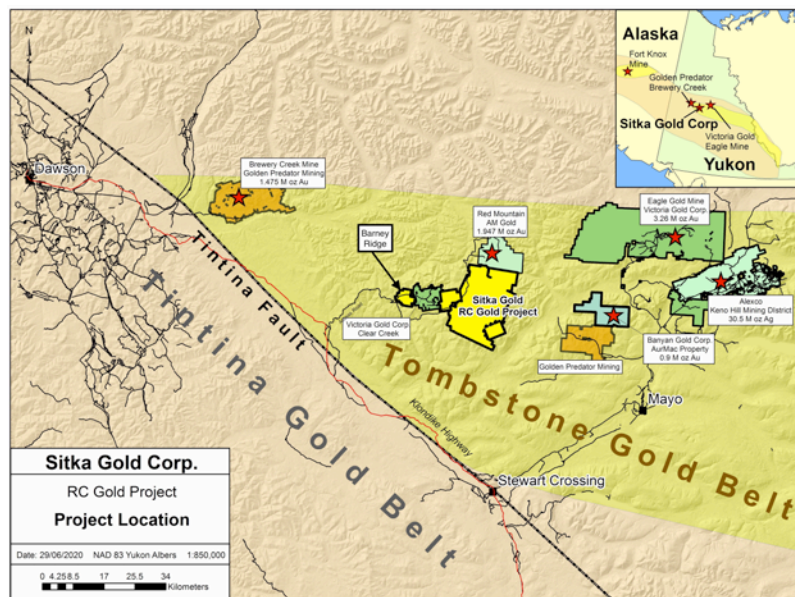 N
Dawson
Brewery Creek Mine
Golden Predator Mining
1.475 M oz Au
Tintina Fault
Tintina Gold Belt
Barney
Ridge
Victoria Gold Corp.
Clear Creek
Red Mountain
AM Gold
1.947 M oz Au
Sitka Gold
RC Gold Project
Eagle Gold Mine
Victoria Gold Corp.
3.26 M oz Au
Alexco
Keno Hill Mining District
30.5 M oz Ag
Banyan Gold Corp.
AurMac Property
0.9 M oz Au
Golden Predator Mining
Tombstone Gold Belt
Mayo
Klondike Highway
Stewart Crossing
Alaska
Fort Knox
Mine
Golden Predator
Brewery Creek
Sitka Gold Corp
Victoria Gold
Eagle Mine
Yukon
Sitka Gold Corp.
RC Gold Project
Project Location
Date: 29/06/2020 NAD 83 Yukon Albers 1:850,000
0 4.25 8.5 17 25.5 34
Kilometers